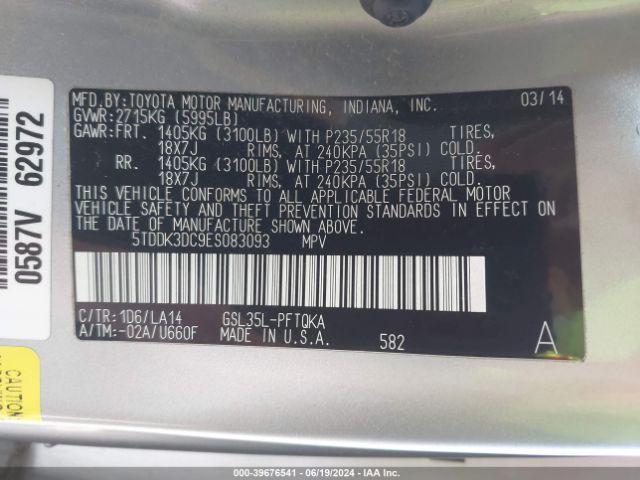 MFD.BY:TOYOTA MOTOR MANUFACTURING, INDIANA, INC. 03/14
GVWR:2715KG (5995LB)
GAWR:FRT. 1405KG (3100LB) WITH P235/55R18 TIRES,
18X7J RIMS, AT 240KPA (35PSI) COLD.
RR. 1405KG (3100LB) WITH P235/55R18 TIRES,
18X7J RIMS, AT 240KPA (35PSI) COLD.
THIS VEHICLE CONFORMS TO ALL APPLICABLE FEDERAL MOTOR
VEHICLE SAFETY AND THEFT PREVENTION STANDARDS IN EFFECT ON
THE DATE OF MANUFACTURE SHOWN ABOVE.
5TDDK3DC9ES083093 MPV
C/TR:1D6/LA14 GSL35L-PFTQKA
A/TM:-02A/U660F MADE IN U.S.A. 582 A
0587V 62972
CAUTION
000-39676541 - 06/19/2024 - IAA Inc.